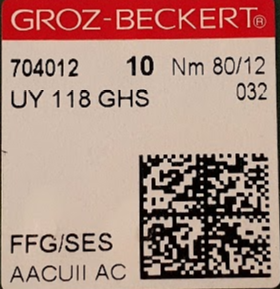 GROZ-BECKERT®
704012 10 Nm 80/12
UY 118 GHS 032
FFG/SES
AACUII AC